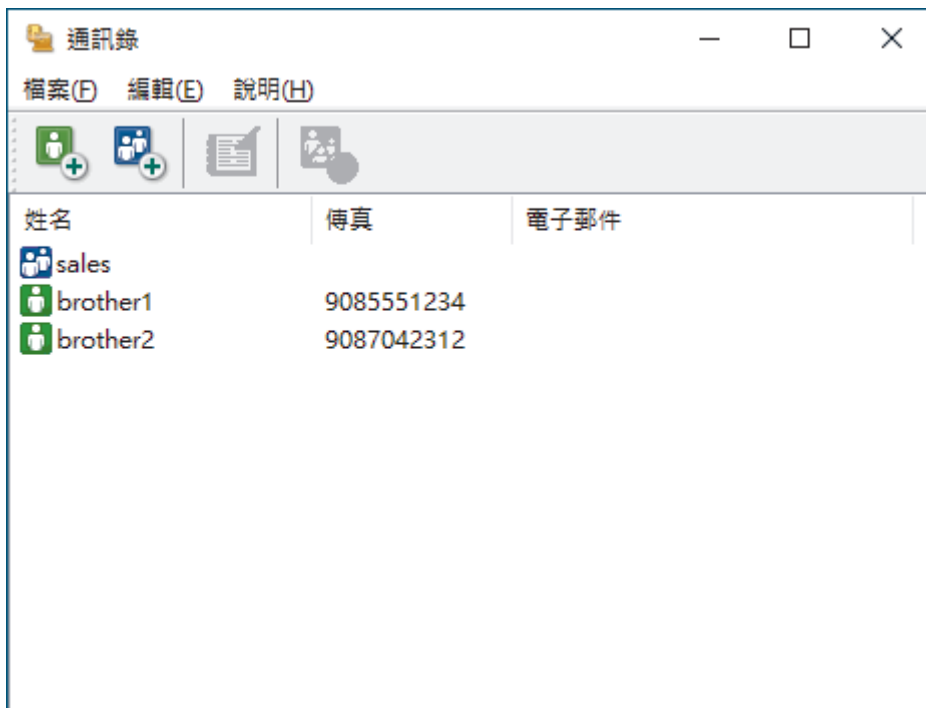 通訊錄
檔案(F) 編輯(E) 說明(H)
姓名 傳真 電子郵件
sales
brother1 9085551234
brother2 9087042312